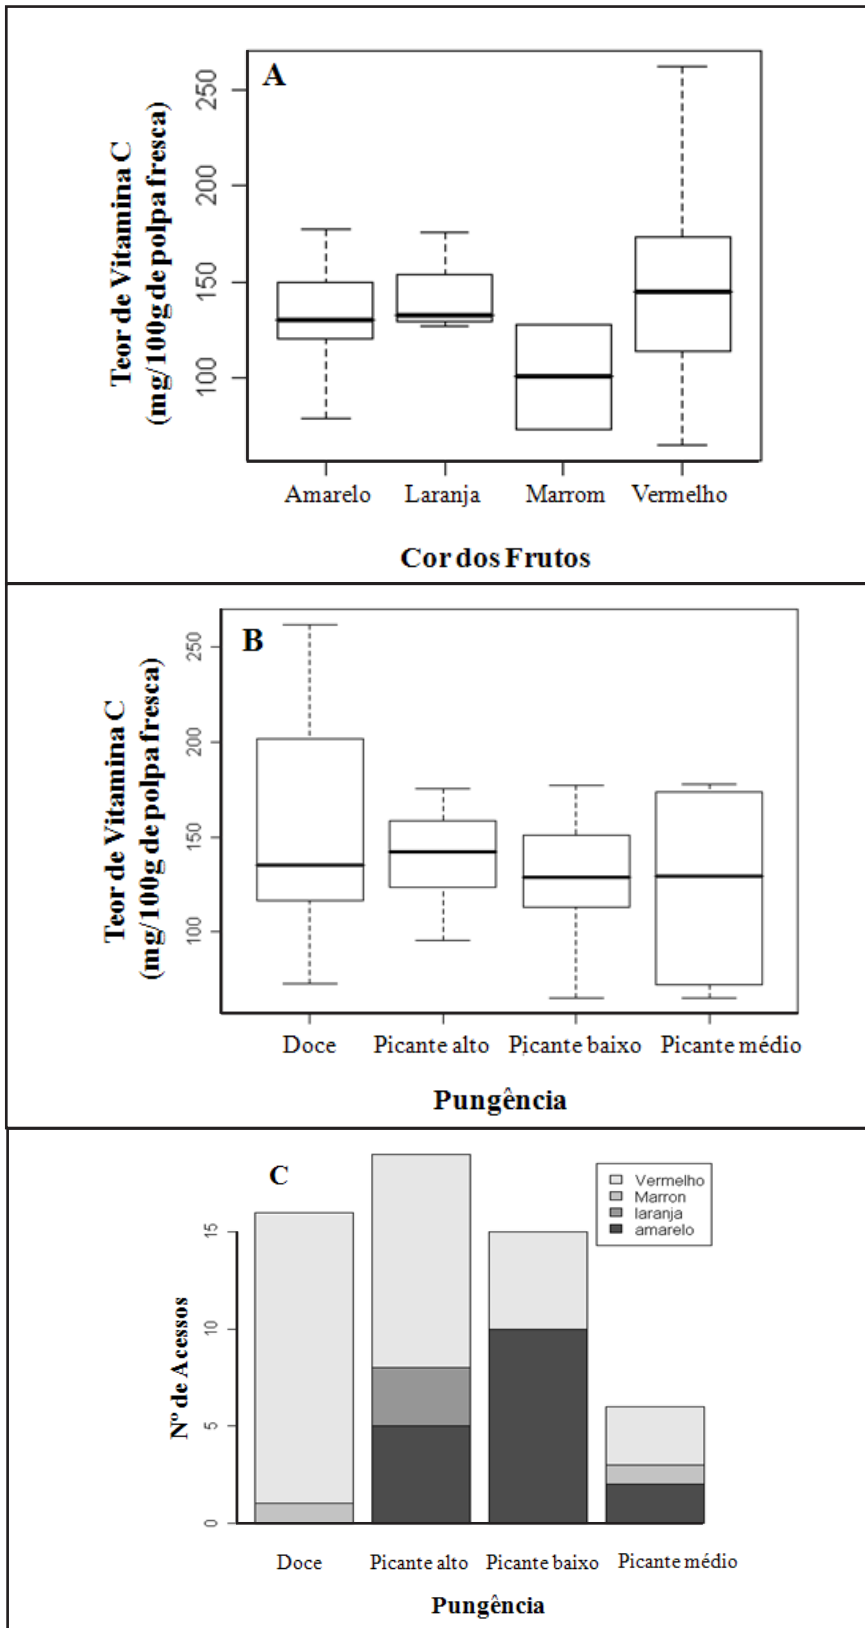 A
Teor de Vitamina C
(mg/100g de polpa fresca)
250
200
150
100
Amarelo Laranja Marrom Vermelho
Cor dos Frutos
B
Teor de Vitamina C
(mg/100g de polpa fresca)
250
200
150
100
Doce Picante alto Picante baixo Picante médio
Pungência
C
Vermelho
Marron
laranja
amarelo
Nº de Acessos
15
10
5
0
Doce Picante alto Picante baixo Picante médio
Pungência